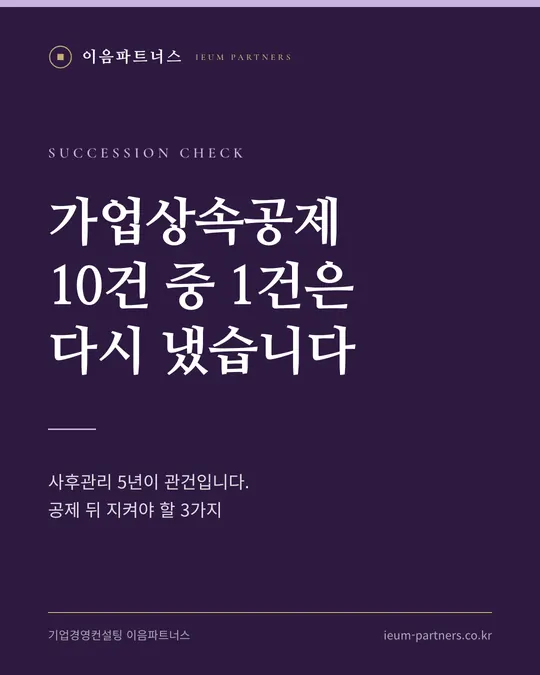 이음파트너스 IEUM PARTNERS
SUCCESSION CHECK
가업상속공제
10건 중 1건은
다시 냈습니다
사후관리 5년이 관건입니다.
공제 뒤 지켜야 할 3가지
기업경영컨설팅 이음파트너스
ieum-partners.co.kr